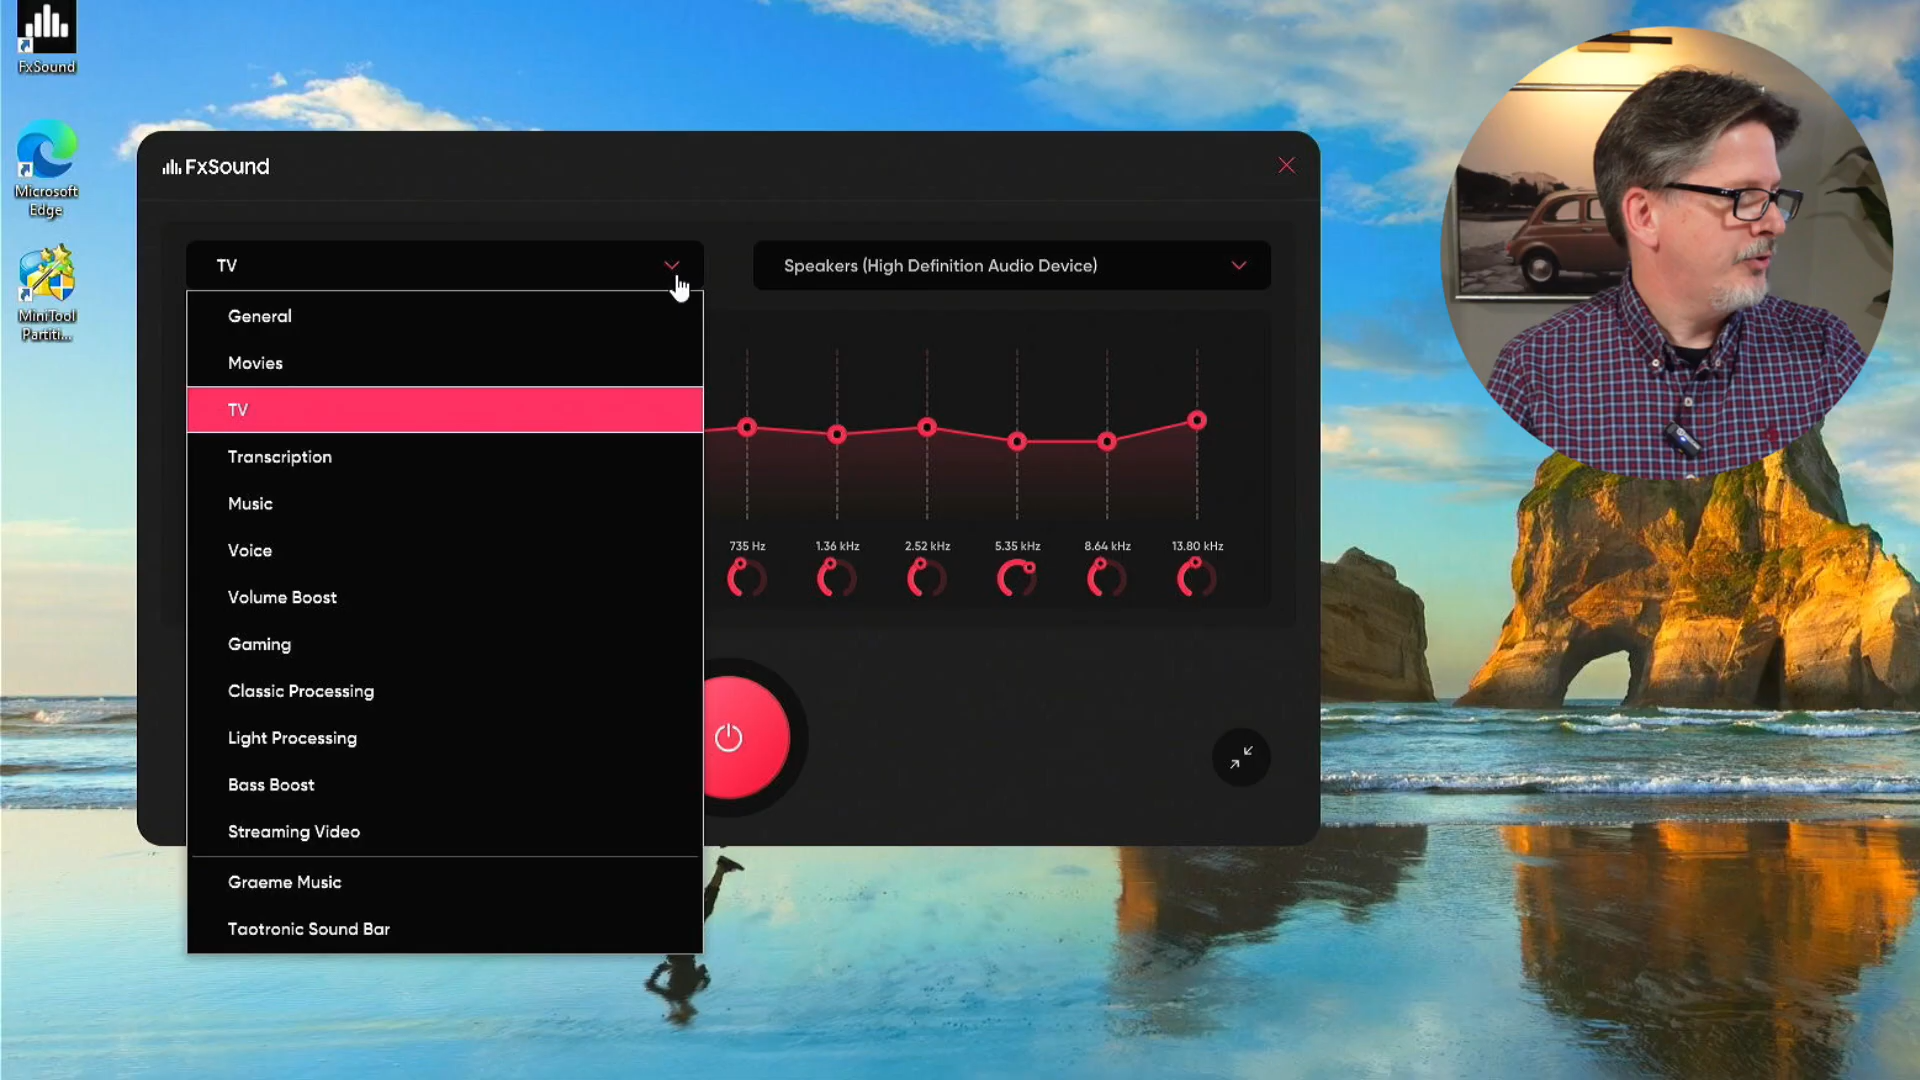 FxSound
Microsoft
Edge
MiniTool
Partiti...
FxSound
TV
Speakers (High Definition Audio Device)
General
Movies
TV
Transcription
Music
Voice
Volume Boost
Gaming
Classic Processing
Light Processing
Bass Boost
Streaming Video
Graeme Music
Taotronic Sound Bar
735 Hz
1.36 kHz
2.52 kHz
5.35 kHz
8.64 kHz
13.80 kHz